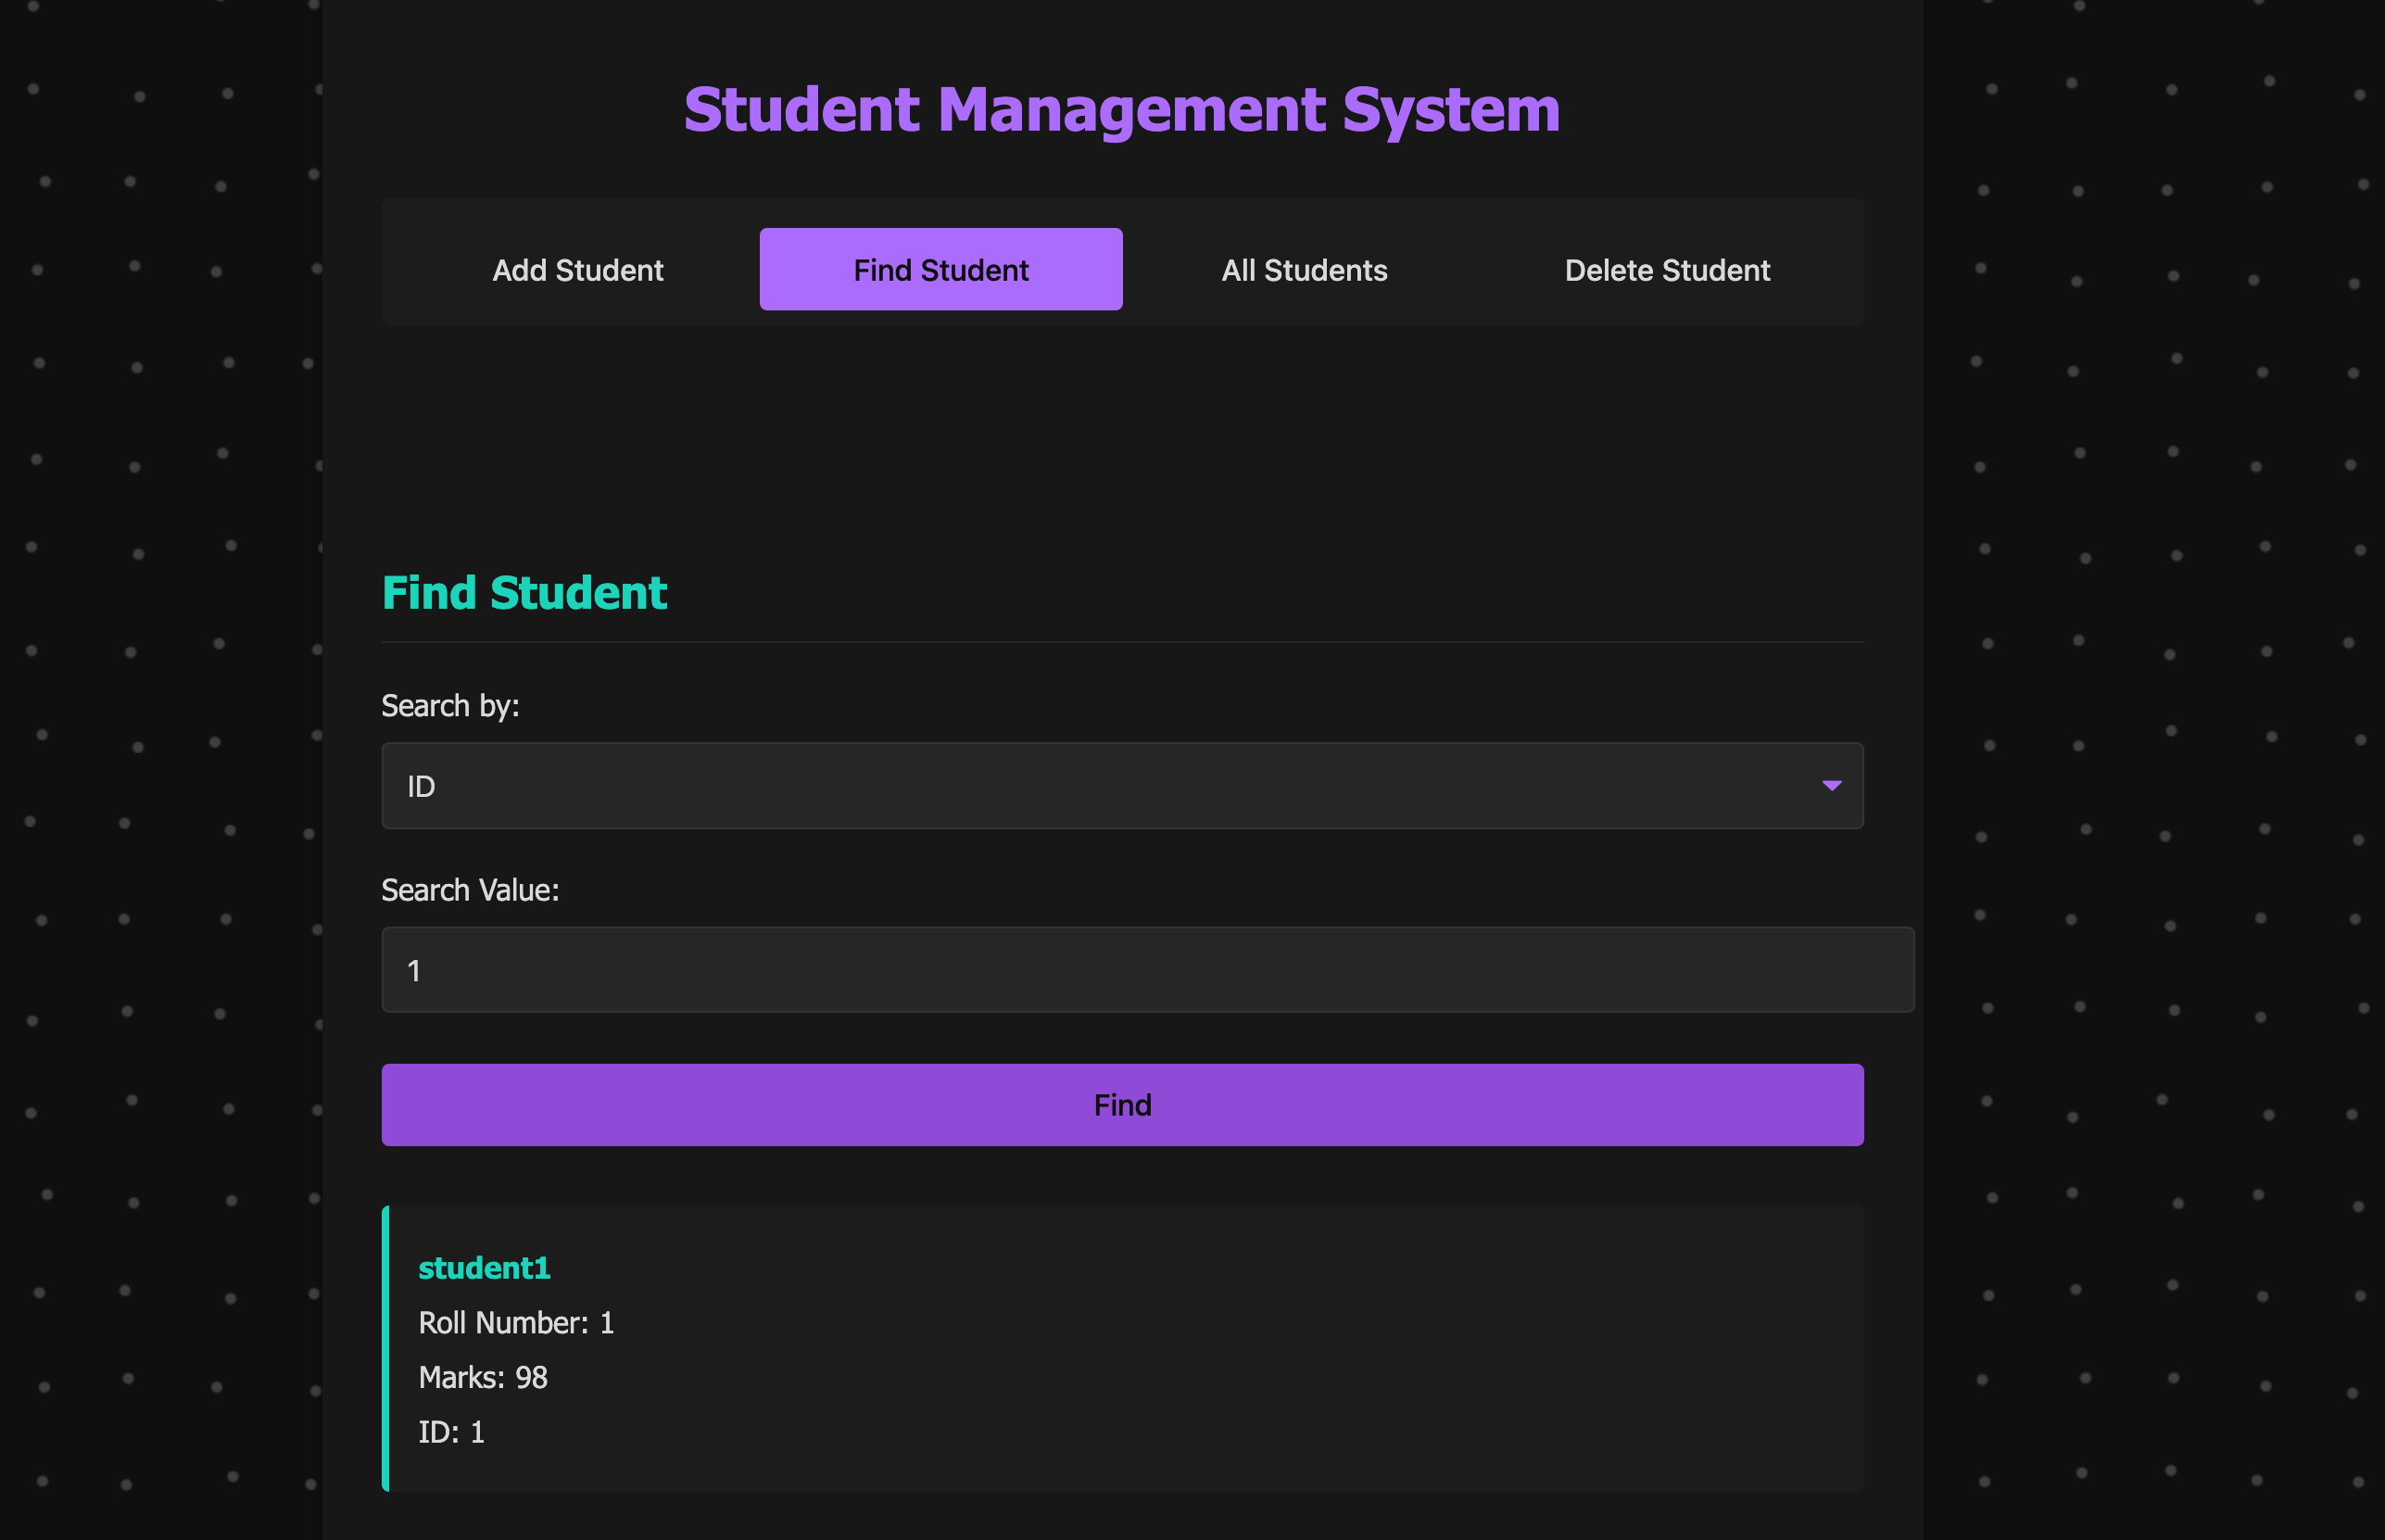 Student Management System
Add Student Find Student All Students Delete Student
Find Student
Search by:
ID
Search Value:
1
Find
student1
Roll Number: 1
Marks: 98
ID: 1